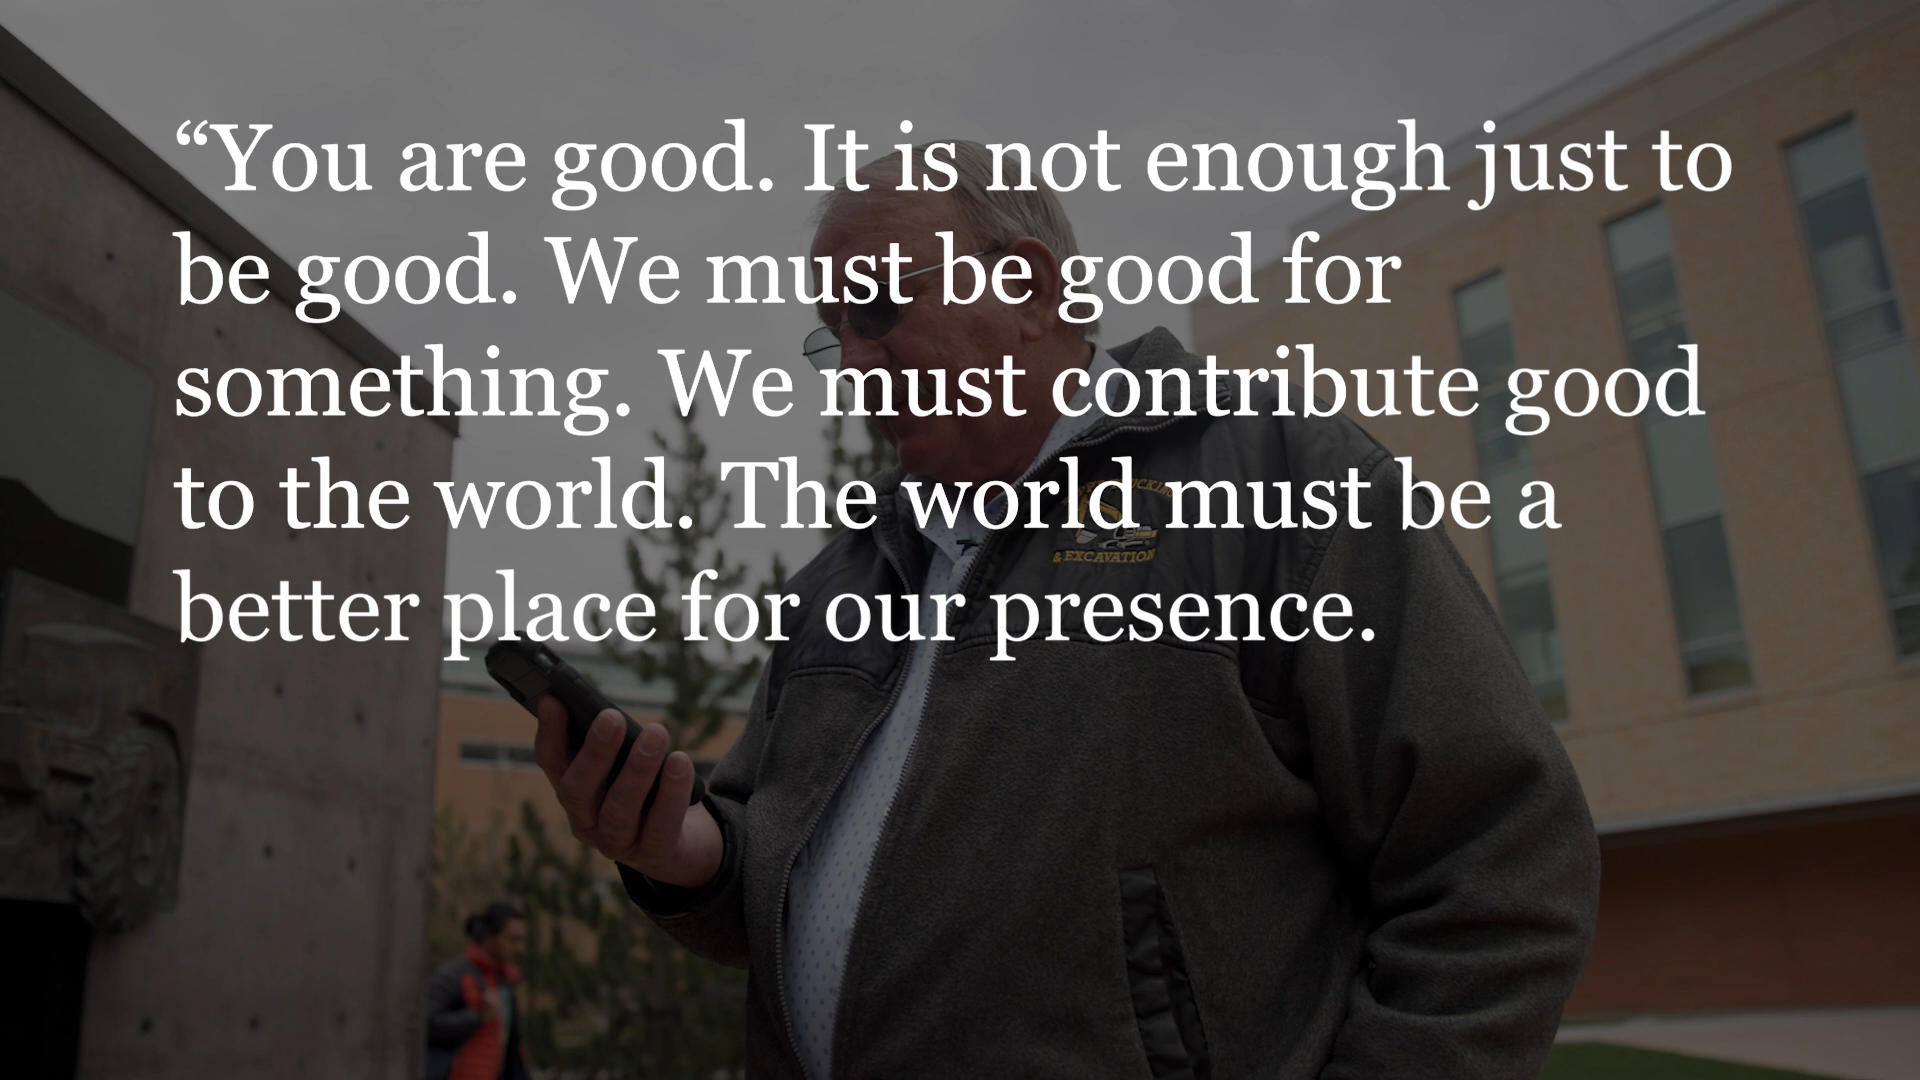 “You are good. It is not enough just to
be good. We must be good for
something. We must contribute good
to the world. The world must be a
better place for our presence.
& EXCAVATION